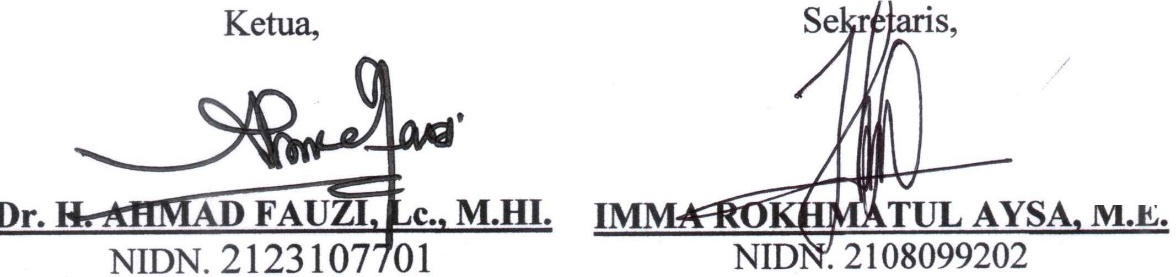 Ketua,
Dr. H. AHMAD FAUZI, Lc., M.HI.
NIDN. 2123107701
Sekretaris,
IMMA ROKHMATUL AYSA, M.E.
NIDN. 2108099202